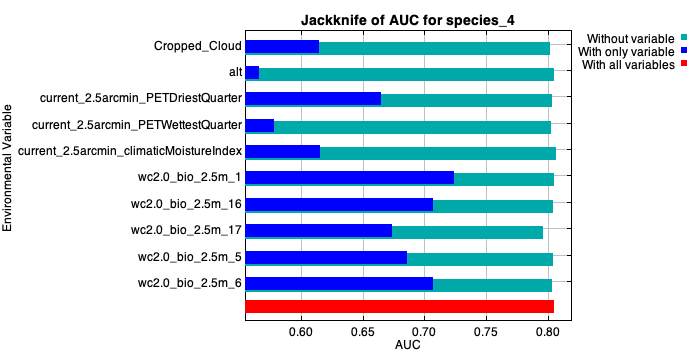 Jackknife of AUC for species_4
Without variable
With only variable
With all variables
Environmental Variable
Cropped_Cloud
alt
current_2.5arcmin_PETDriestQuarter
current_2.5arcmin_PETWettestQuarter
current_2.5arcmin_climaticMoistureIndex
wc2.0_bio_2.5m_1
wc2.0_bio_2.5m_16
wc2.0_bio_2.5m_17
wc2.0_bio_2.5m_5
wc2.0_bio_2.5m_6
0.60 0.65 0.70 0.75 0.80
AUC